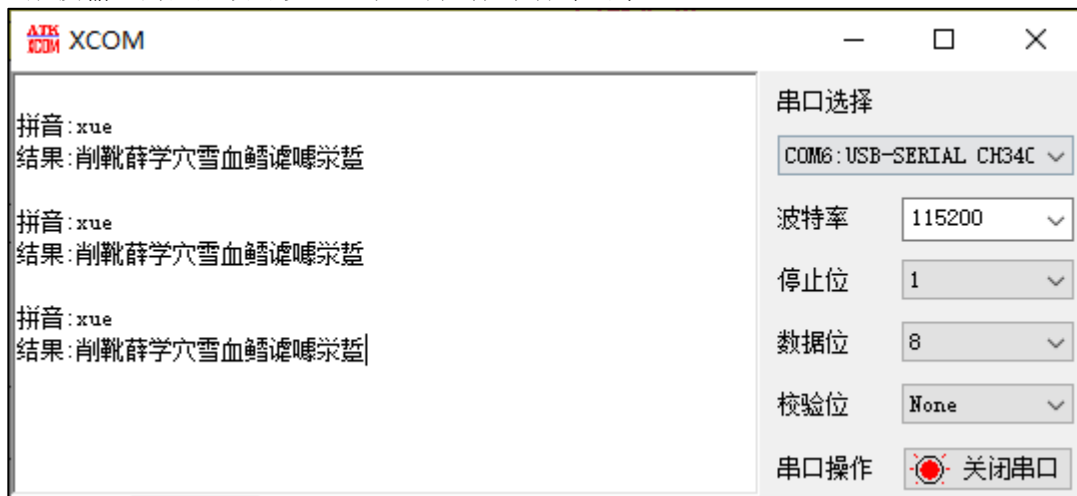 ATK XCOM XCOM
拼音:xue
结果:削靴薛学穴雪血鳕谑噱泶踅
拼音:xue
结果:削靴薛学穴雪血鳕谑噱泶踅
拼音:xue
结果:削靴薛学穴雪血鳕谑噱泶踅
串口选择
COM6:USB-SERIAL CH340
波特率 115200
停止位 1
数据位 8
校验位 None
串口操作 关闭串口